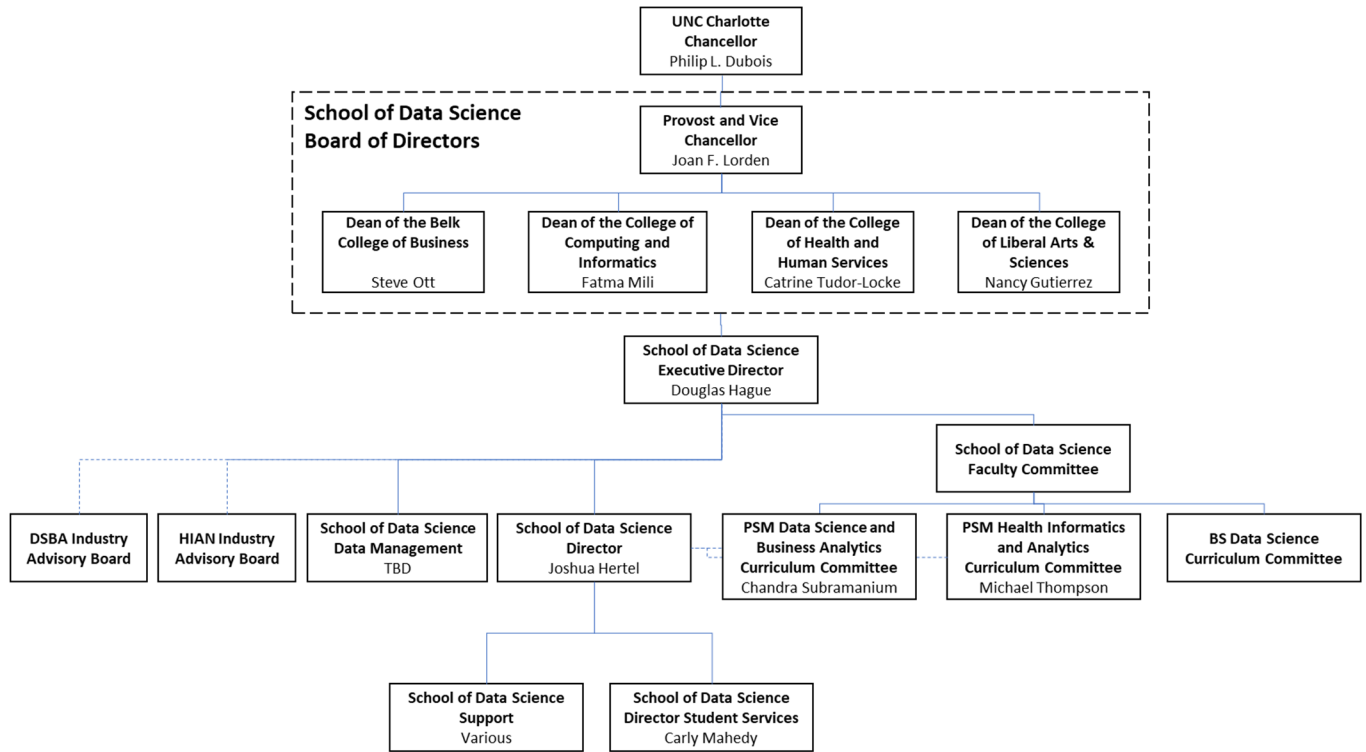 UNC Charlotte
Chancellor
Philip L. Dubois
School of Data Science
Board of Directors
Provost and Vice
Chancellor
Joan F. Lorden
Dean of the Belk
College of Business
Steve Ott
Dean of the College of
Computing and
Informatics
Fatma Mili
Dean of the College
of Health and
Human Services
Catrine Tudor-Locke
Dean of the College
of Liberal Arts &
Sciences
Nancy Gutierrez
School of Data Science
Executive Director
Douglas Hague
School of Data Science
Faculty Committee
DSBA Industry
Advisory Board
HIAN Industry
Advisory Board
School of Data Science
Data Management
TBD
School of Data Science
Director
Joshua Hertel
PSM Data Science and
Business Analytics
Curriculum Committee
Chandra Subramanium
PSM Health Informatics
and Analytics
Curriculum Committee
Michael Thompson
BS Data Science
Curriculum Committee
School of Data Science
Support
Various
School of Data Science
Director Student Services
Carly Mahedy